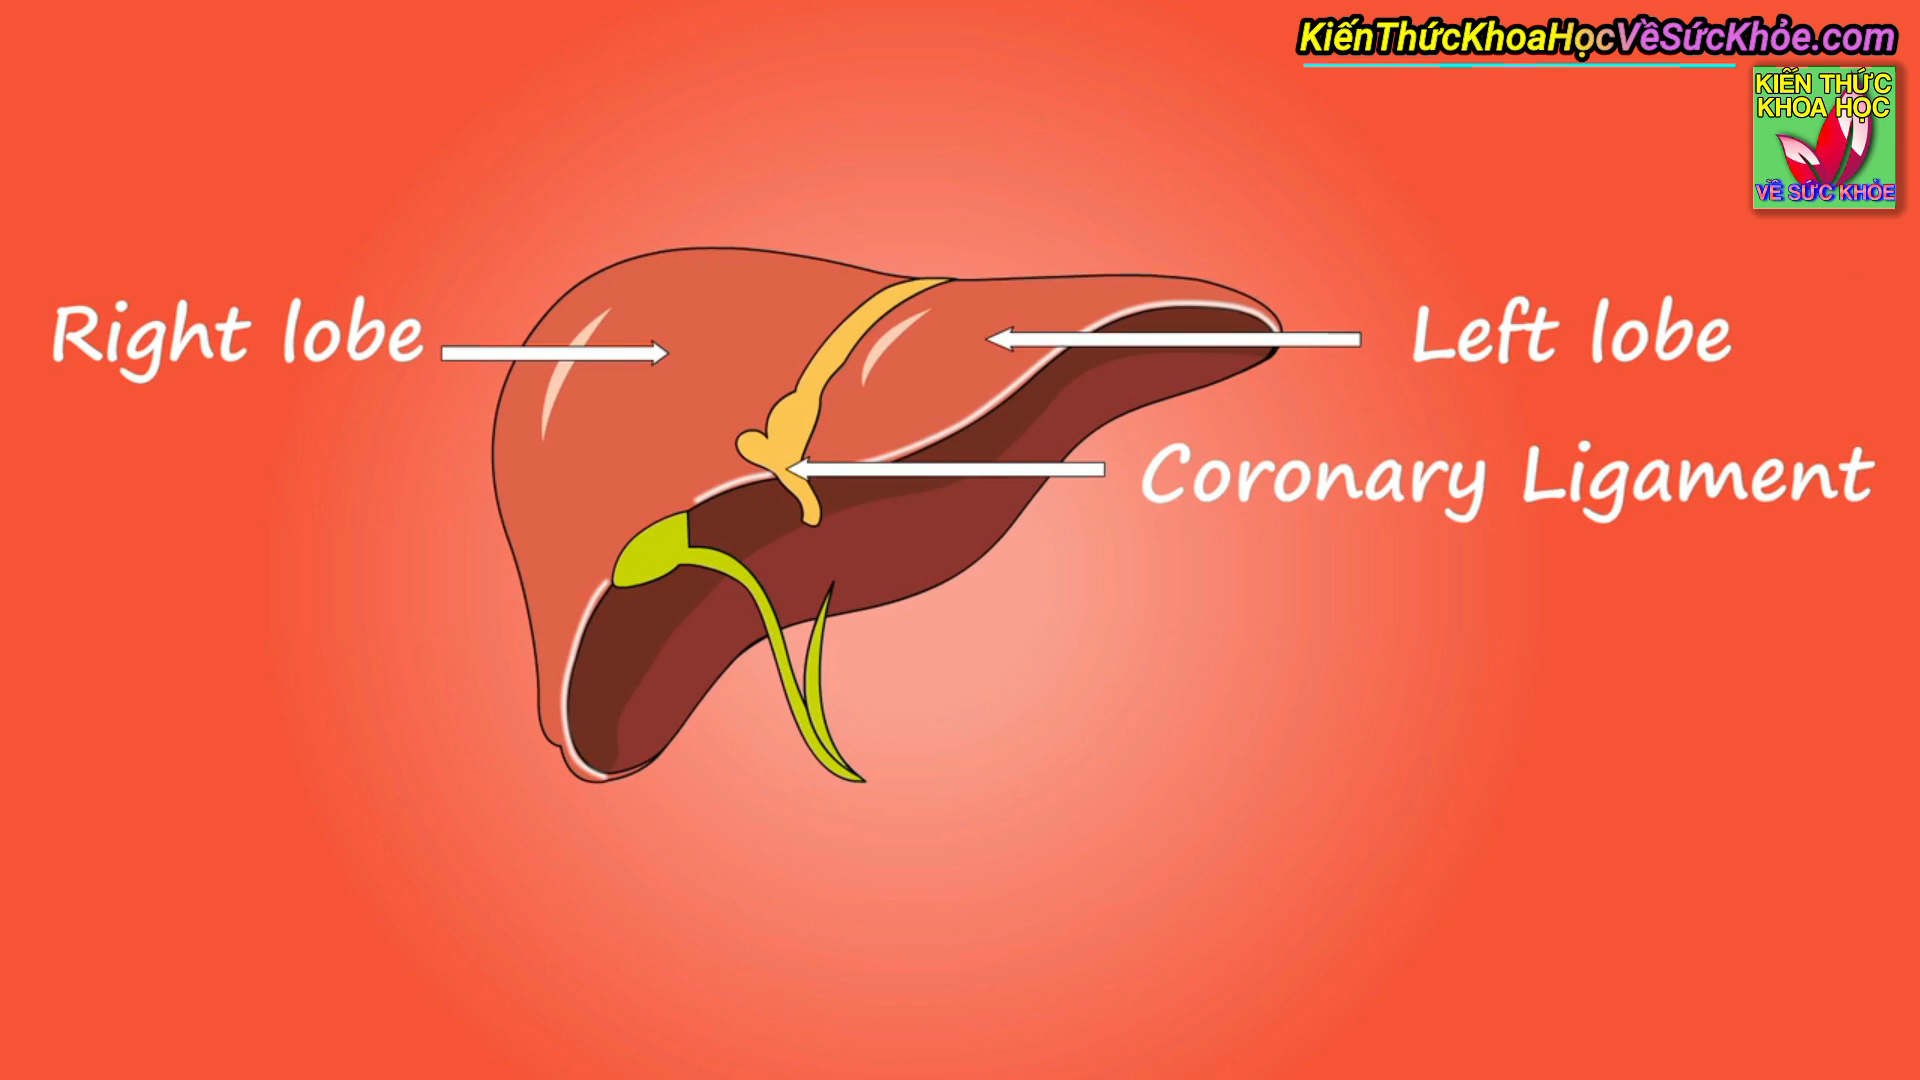 KiếnThứcKhoaHọcVềSứcKhỏe.com
KIẾN THỨC
KHOA HỌC
VỀ SỨC KHỎE
Right lobe
Left lobe
Coronary Ligament